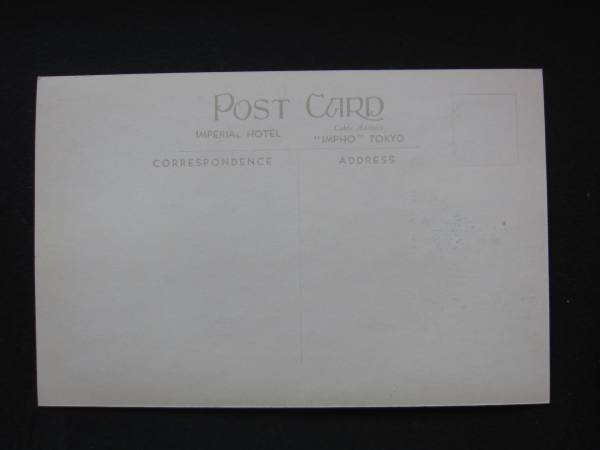 POST CARD
IMPERIAL HOTEL
Cable Address
"IMPHO" TOKYO
CORRESPONDENCE
ADDRESS